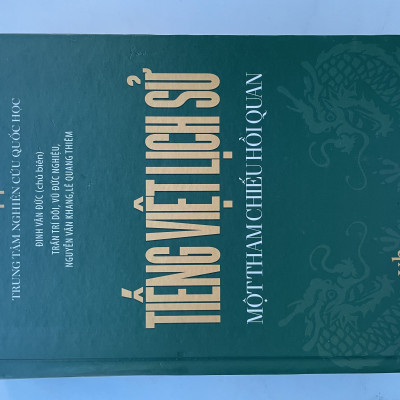 TRUNG TÂM NGHIÊN CỨU QUỐC HỌC
ĐINH VĂN ĐỨC (chủ biên)
TRẦN TRÍ DÕI, VŨ ĐỨC NGHIỆU,
NGUYỄN VĂN KHANG, LÊ QUANG THIÊM
TIẾNG VIỆT LỊCH SỬ
MỘT THAM CHIẾU HỒI QUAN